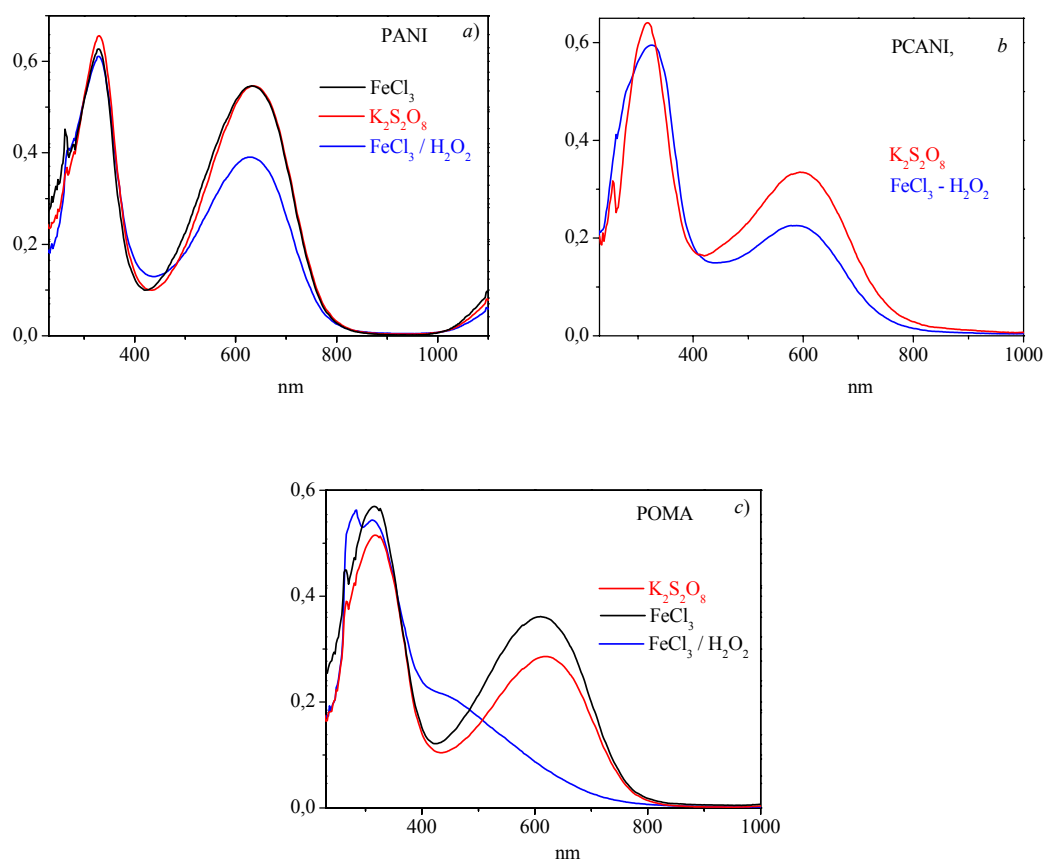 PANI a)
FeCl₃
K₂S₂O₈
FeCl₃ / H₂O₂
0,6
0,4
0,2
0,0
400 600 800 1000
nm
PCANI, b
K₂S₂O₈
FeCl₃ - H₂O₂
0,6
0,4
0,2
0,0
400 600 800 1000
nm
POMA c)
K₂S₂O₈
FeCl₃
FeCl₃ / H₂O₂
0,6
0,4
0,2
0,0
400 600 800 1000
nm